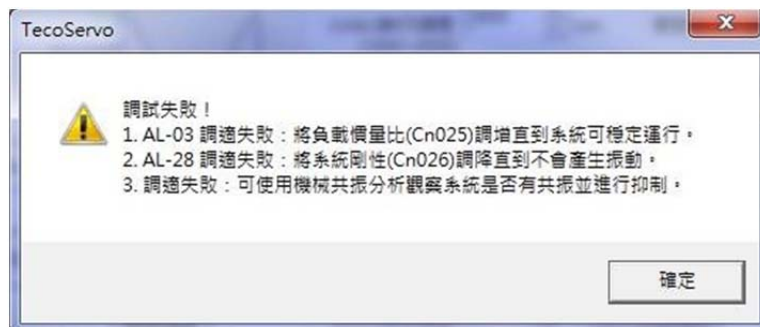 TecoServo
調試失敗！
1. AL-03 調適失敗：將負載慣量比(Cn025)調增直到系統可穩定運行。
2. AL-28 調適失敗：將系統剛性(Cn026)調降直到不會產生振動。
3. 調適失敗：可使用機械共振分析觀察系統是否有共振並進行抑制。
確定